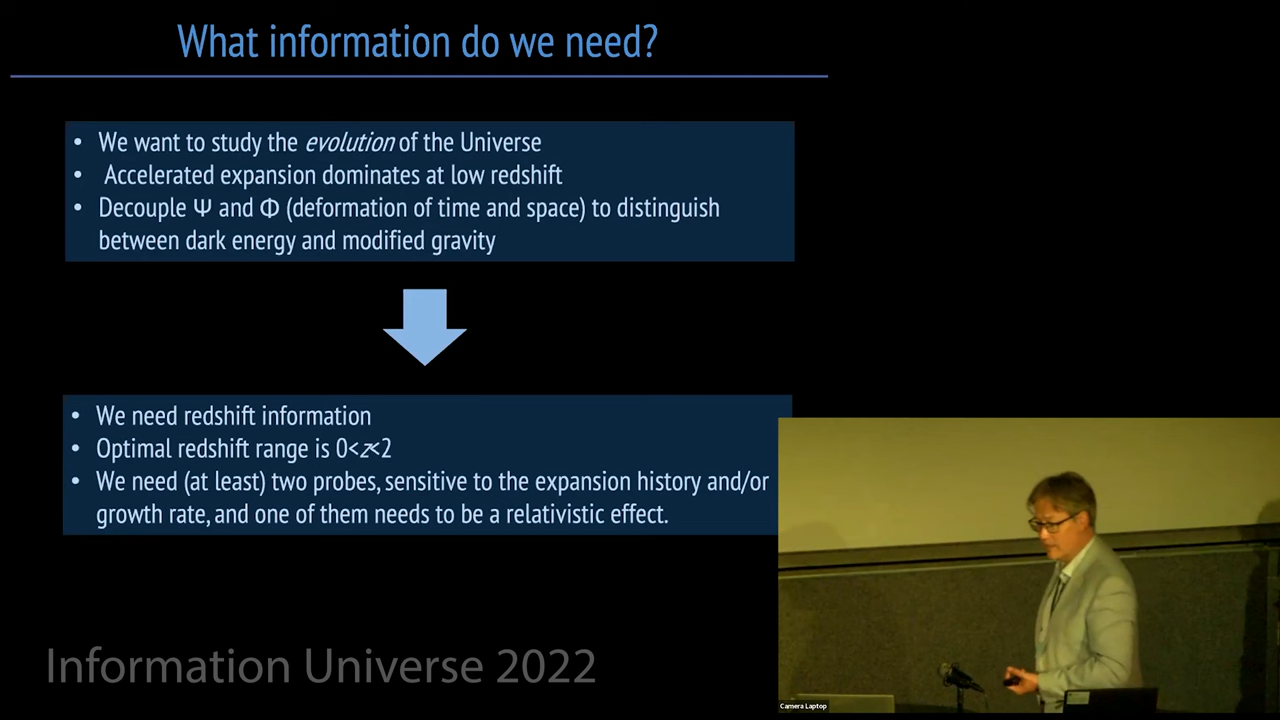 What information do we need?
• We want to study the evolution of the Universe
• Accelerated expansion dominates at low redshift
• Decouple Ψ and Φ (deformation of time and space) to distinguish
between dark energy and modified gravity
• We need redshift information
• Optimal redshift range is 0<z<2
• We need (at least) two probes, sensitive to the expansion history and/or
growth rate, and one of them needs to be a relativistic effect.
Information Universe 2022
Camera Laptop